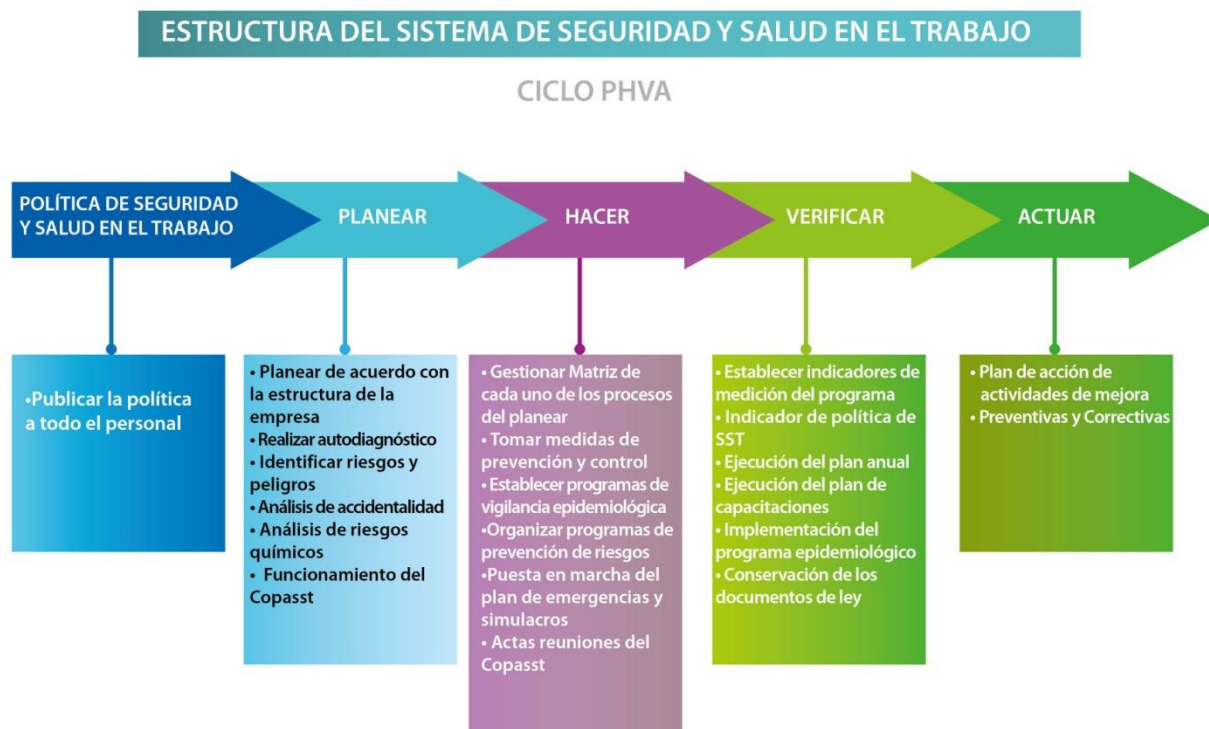 ESTRUCTURA DEL SISTEMA DE SEGURIDAD Y SALUD EN EL TRABAJO
CICLO PHVA
POLÍTICA DE SEGURIDAD
Y SALUD EN EL TRABAJO
PLANEAR
HACER
VERIFICAR
ACTUAR
•Publicar la política
a todo el personal
• Planear de acuerdo con
la estructura de la
empresa
• Realizar autodiagnóstico
• Identificar riesgos y
peligros
• Análisis de accidentalidad
• Análisis de riesgos
químicos
• Funcionamiento del
Copasst
• Gestionar Matriz de
cada uno de los procesos
del planear
• Tomar medidas de
prevención y control
• Establecer programas de
vigilancia epidemiológica
•Organizar programas de
prevención de riesgos
•Puesta en marcha del
plan de emergencias y
simulacros
• Actas reuniones del
Copasst
• Establecer indicadores de
medición del programa
• Indicador de política de
SST
• Ejecución del plan anual
• Ejecución del plan de
capacitaciones
• Implementación del
programa epidemiológico
• Conservación de los
documentos de ley
• Plan de acción de
actividades de mejora
• Preventivas y Correctivas